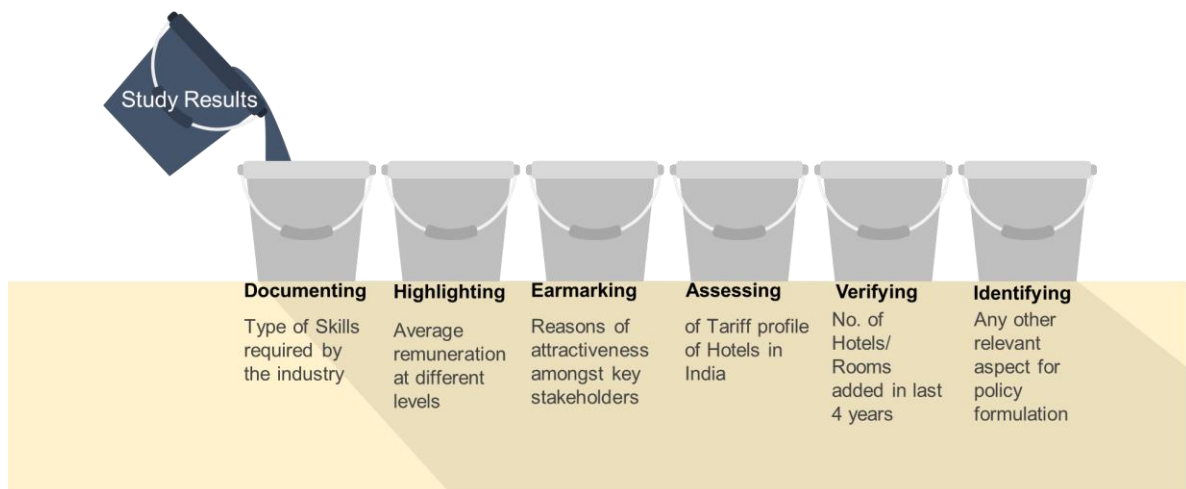 Study Results
Documenting
Type of Skills
required by
the industry
Highlighting
Average
remuneration
at different
levels
Earmarking
Reasons of
attractiveness
amongst key
stakeholders
Assessing
of Tariff profile
of Hotels in
India
Verifying
No. of
Hotels/
Rooms
added in last
4 years
Identifying
Any other
relevant
aspect for
policy
formulation